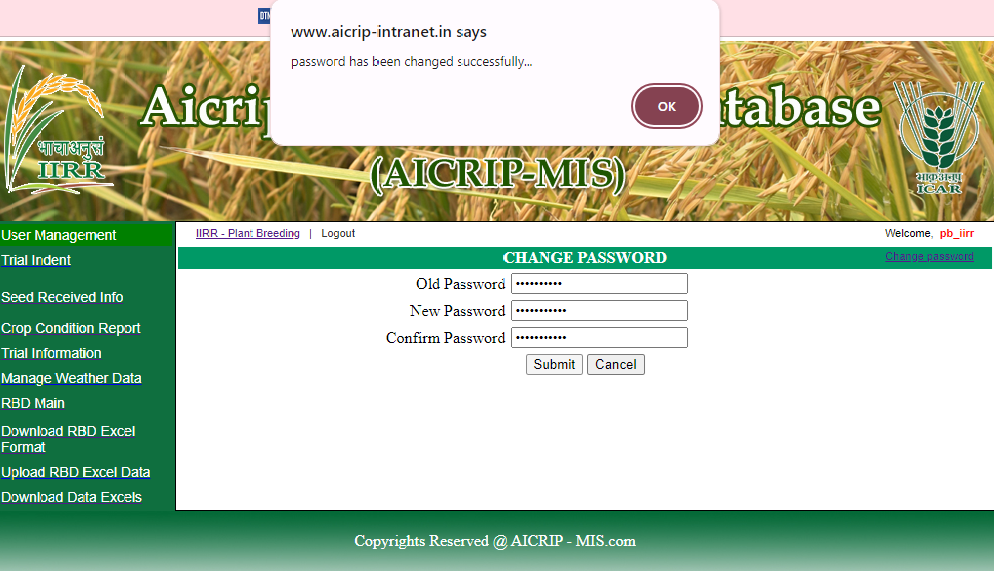 www.aicrip-intranet.in says
password has been changed successfully...
OK
(AICRIP-MIS)
भाकृअनुसं
IIRR
भाकृअनुप
ICAR
IIRR - Plant Breeding | Logout
Welcome, pb_iirr
CHANGE PASSWORD
Change password
Old Password ••••••••••
New Password •••••••••••
Confirm Password •••••••••••
Submit Cancel
User Management
Trial Indent
Seed Received Info
Crop Condition Report
Trial Information
Manage Weather Data
RBD Main
Download RBD Excel
Format
Upload RBD Excel Data
Download Data Excels
Copyrights Reserved @ AICRIP - MIS.com